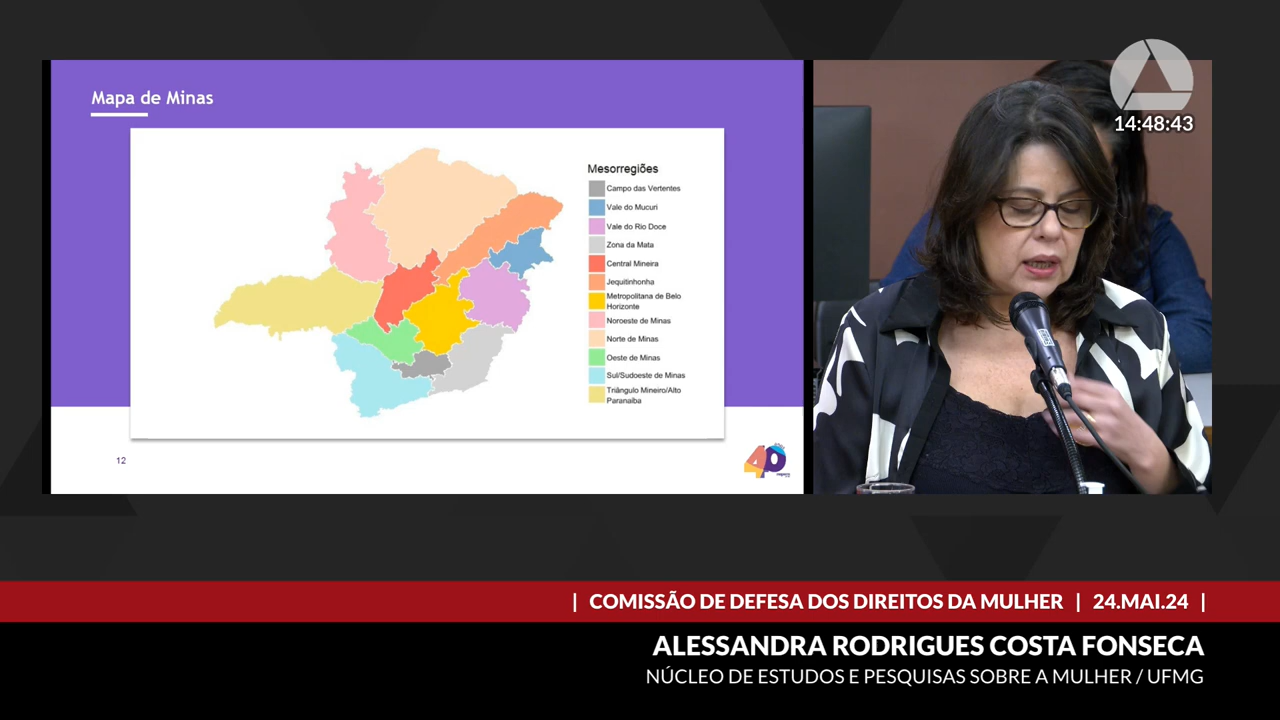 Mapa de Minas
Mesorregiões
Campo das Vertentes
Vale do Mucuri
Vale do Rio Doce
Zona da Mata
Central Mineira
Jequitinhonha
Metropolitana de Belo
Horizonte
Noroeste de Minas
Norte de Minas
Oeste de Minas
Sul/Sudoeste de Minas
Triângulo Mineiro/Alto
Paranaíba
12
40
14:48:43
| COMISSÃO DE DEFESA DOS DIREITOS DA MULHER | 24.MAI.24 |
ALESSANDRA RODRIGUES COSTA FONSECA
NÚCLEO DE ESTUDOS E PESQUISAS SOBRE A MULHER / UFMG